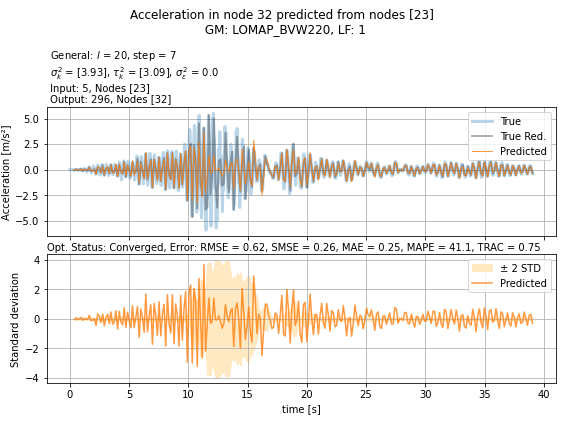 Acceleration in node 32 predicted from nodes [23]
GM: LOMAP_BVW220, LF: 1
General: l = 20, step = 7
σ²ₖ = [3.93], τ²ₖ = [3.09], σ²ε = 0.0
Input: 5, Nodes [23]
Output: 296, Nodes [32]
Acceleration [m/s²]
5.0
2.5
0.0
−2.5
−5.0
True
True Red.
Predicted
Opt. Status: Converged, Error: RMSE = 0.62, SMSE = 0.26, MAE = 0.25, MAPE = 41.1, TRAC = 0.75
Standard deviation
4
2
0
−2
−4
± 2 STD
Predicted
0 5 10 15 20 25 30 35 40
time [s]